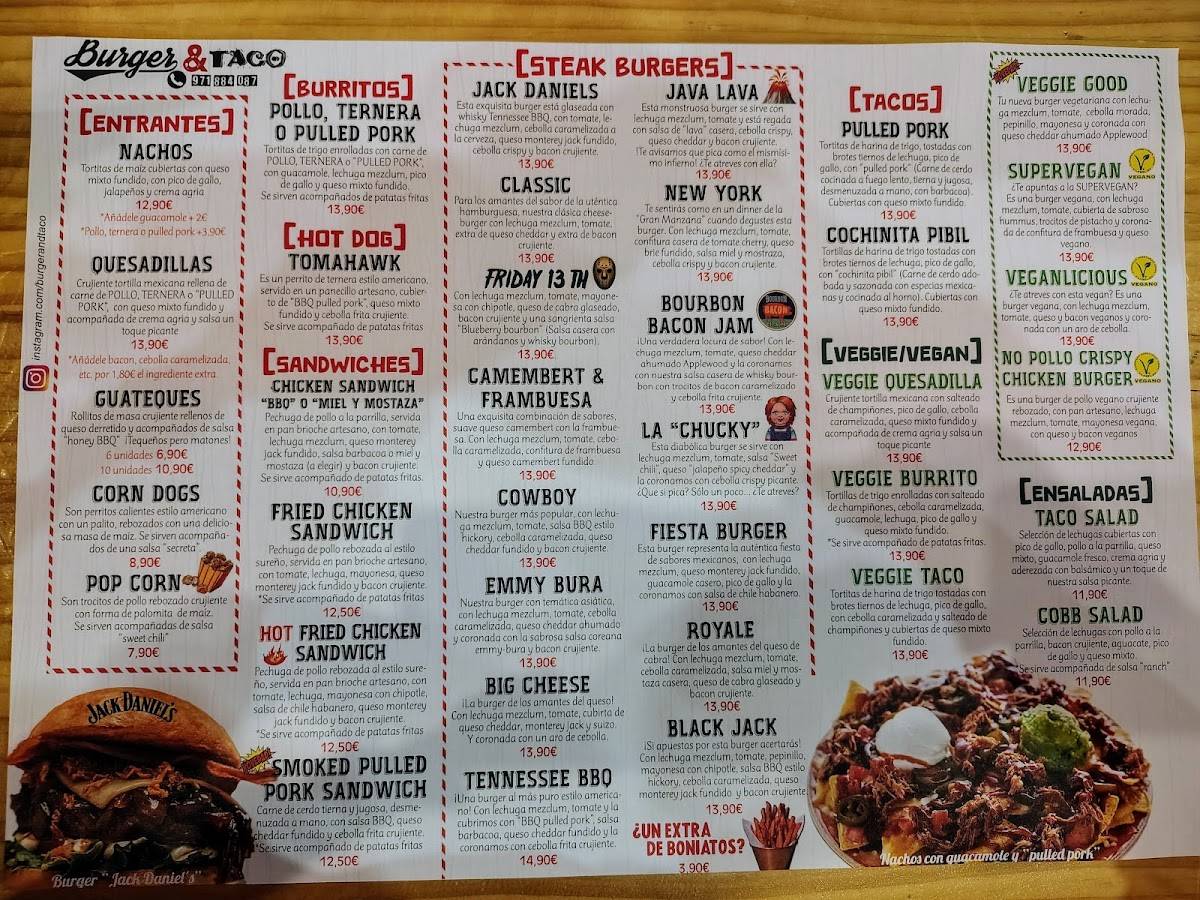 Burger & TACO
971 884 087
instagram.com/burgerandtaco
[ENTRANTES]
NACHOS
Tortitas de maíz cubiertas con queso
mixto fundido, con pico de gallo,
jalapeños y crema agria
12,90€
*Añádele guacamole + 2€
*Pollo, ternera o pulled pork +3,90€
QUESADILLAS
Crujiente tortilla mexicana rellena de
carne de POLLO, TERNERA o "PULLED
PORK", con queso mixto fundido y
acompañada de crema agria y salsa un
toque picante
13,90€
*Añádele bacon, cebolla caramelizada,
etc. por 1,80€ el ingrediente extra.
GUATEQUES
Rollitos de masa crujiente rellenos de
queso derretido y acompañados de salsa
"honey BBQ" ¡Tequeños pero matones!
6 unidades 6,90€
10 unidades 10,90€
CORN DOGS
Son perritos calientes estilo americano
con un palito, rebozados con una delicio-
sa masa de maíz. Se sirven acompaña-
dos de una salsa "secreta"
8,90€
POP CORN
Son trocitos de pollo rebozado crujiente
con forma de palomita de maíz.
Se sirven acompañadas de salsa
"sweet chili"
7,90€
JACK DANIEL'S
Burger "Jack Daniel's"
[BURRITOS]
POLLO, TERNERA
O PULLED PORK
Tortitas de trigo enrolladas con carne de
POLLO, TERNERA o "PULLED PORK",
con guacamole, lechuga mezclum, pico
de gallo y queso mixto fundido.
Se sirve acompañado de patatas fritas
13,90€
[HOT DOG]
TOMAHAWK
Es un perrito de ternera estilo americano,
servido en un panecillo artesano, cubier-
to de "BBQ pulled pork", queso mixto
fundido y cebolla frita crujiente.
Se sirve acompañado de patatas fritas
13,90€
[SANDWICHES]
CHICKEN SANDWICH
"BBQ" O "MIEL Y MOSTAZA"
Pechuga de pollo a la parrilla, servida
en pan brioche artesano, con tomate,
lechuga mezclum, queso monterey
jack fundido, salsa barbacoa o miel y
mostaza (a elegir) y bacon crujiente.
Se sirve acompañado de patatas fritas.
10,90€
FRIED CHICKEN
SANDWICH
Pechuga de pollo rebozada al estilo
sureño, servida en pan brioche artesano,
con tomate, lechuga, mayonesa, queso
monterey jack fundido y bacon crujiente.
*Se sirve acompañado de patatas fritas
12,50€
HOT FRIED CHICKEN
SANDWICH
Pechuga de pollo rebozada al estilo sure-
ño, servida en pan brioche artesano, con
tomate, lechuga, mayonesa con chipotle,
salsa de chile habanero, queso monterey
jack fundido y bacon crujiente.
*Se sirve acompañado de patatas fritas
12,50€
SMOKED PULLED
PORK SANDWICH
Carne de cerdo tierna y jugosa, desme-
nuzada a mano, con salsa BBQ, queso
cheddar fundido y cebolla frita crujiente.
*Se sirve acompañado de patatas fritas
12,50€
[STEAK BURGERS]
JACK DANIELS
Esta exquisita burger está glaseada con
whisky Tennessee BBQ, con tomate, le-
chuga mezclum, cebolla caramelizada a
la cerveza, queso monterey jack fundido,
cebolla crispy y bacon crujiente.
13,90€
CLASSIC
Para los amantes del sabor de la uténtica
hamburguesa, nuestra clásica cheese-
burger con lechuga mezclum, tomate,
extra de queso cheddar y extra de bacon
crujiente.
13,90€
FRIDAY 13 TH
Con lechuga mezclum, tomate, mayone-
sa con chipotle, queso de cabra glaseado,
bacon crujiente y una sangrienta salsa
"Blueberry bourbon" (Salsa casera con
arándanos y whisky bourbon).
13,90€
CAMEMBERT &
FRAMBUESA
Una exquisita combinación de sabores,
suave queso camembert con la frambue-
sa. Con lechuga mezclum, tomate, cebo-
lla caramelizada, confitura de frambuesa
y queso camembert fundido.
13,90€
COWBOY
Nuestra burger más popular, con lechu-
ga mezclum, tomate, salsa BBQ estilo
hickory, cebolla caramelizada, queso
cheddar fundido y bacon crujiente.
13,90€
EMMY BURA
Nuestra burger con temática asiática,
con lechuga mezclum, tomate, cebolla
caramelizada, queso cheddar ahumado
y coronada con la sabrosa salsa coreana
emmy-bura y bacon crujiente.
13,90€
BIG CHEESE
¡La burger de los amantes del queso!
Con lechuga mezclum, tomate, cubierta de
queso cheddar, monterey jack y suizo.
Y coronada con un aro de cebolla.
13,90€
TENNESSEE BBQ
¡Una burger al más puro estilo america-
no! Con lechuga mezclum, tomate y la
cubrimos con "BBQ pulled pork", salsa
barbacoa, queso cheddar fundido y la
coronamos con cebolla frita crujiente.
14,90€
JAVA LAVA
Esta monstruosa burger se sirve con
lechuga mezclum, tomate y está regada
con salsa de "lava" casera, cebolla crispy,
queso cheddar y bacon crujiente.
!Te avisamos que pica como el mismísi-
mo infierno! ¿Te atreves con ella?
13,90€
NEW YORK
Te sentirás como en un dinner de la
"Gran Manzana" cuando degustes esta
burger. Con lechuga mezclum, tomate,
confitura casera de tomate cherry, queso
brie fundido, salsa miel y mostaza,
cebolla crispy y bacon crujiente.
13,90€
BOURBON
BACON JAM
¡Una verdadera locura de sabor! Con le-
chuga mezclum, tomate, queso cheddar
ahumado Applewood y la coronamos
con nuestra salsa casera de whisky bour-
bon con trocitos de bacon caramelizado
y cebolla frita crujiente.
13,90€
LA "CHUCKY"
Esta diabólica burger se sirve con
lechuga mezclum, tomate, salsa "Sweet
chili", queso "jalapeño spicy cheddar" y
la coronamos con cebolla crispy picante.
¿Que si pica? Sólo un poco... ¿Te atreves?
13,90€
FIESTA BURGER
Esta burger representa la auténtica fiesta
de sabores mexicanos, con lechuga
mezclum, queso monterey jack fundido,
guacamole casero, pico de gallo y la
coronamos con salsa de chile habanero.
13,90€
ROYALE
¡La burger de los amantes del queso de
cabra! Con lechuga mezclum, tomate,
cebolla caramelizada, salsa miel y mos-
taza casera, queso de cabra glaseado y
bacon crujiente.
13,90€
BLACK JACK
¡Si apuestas por esta burger acertarás!
Con lechuga mezclum, tomate, pepinillo,
mayonesa con chipotle, salsa BBQ estilo
hickory, cebolla caramelizada, queso
monterey jack fundido y bacon crujiente.
13,90€
¿UN EXTRA
DE BONIATOS?
3,90€
[TACOS]
PULLED PORK
Tortitas de harina de trigo, tostadas con
brotes tiernos de lechuga, pico de
gallo, con "pulled pork" (Carne de cerdo
cocinada a fuego lento, tierna y jugosa,
desmenuzada a mano, con barbacoa).
Cubiertas con queso mixto fundido.
13,90€
COCHINITA PIBIL
Tortitas de harina de trigo tostadas con
brotes tiernos de lechuga, pico de gallo,
con "cochinita pibil" (Carne de cerdo ado-
bada y sazonada con especias mexica-
nas y cocinada al horno). Cubiertas con
queso mixto fundido.
13,90€
[VEGGIE/VEGAN]
VEGGIE QUESADILLA
Crujiente tortilla mexicana con salteado
de champiñones, pico de gallo, cebolla
caramelizada, queso mixto fundido y
acompañada de crema agria y salsa un
toque picante
13,90€
VEGGIE BURRITO
Tortillas de trigo enrolladas con salteado
de champiñones, cebolla caramelizada,
guacamole, lechuga, pico de gallo y
queso mixto fundido.
*Se sirve acompañado de patatas fritas.
13,90€
VEGGIE TACO
Tortitas de harina de trigo tostadas con
brotes tiernos de lechuga, pico de gallo,
con cebolla caramelizada y salteado de
champiñones y cubiertas de queso mixto
fundido.
13,90€
VEGGIE GOOD
Tu nueva burger vegetariana con lechu-
ga mezclum, tomate, cebolla morada,
pepinillo, mayonesa y coronada con
queso cheddar ahumado Applewood
13,90€
SUPERVEGAN
VEGANO
¿Te apuntas a la SUPERVEGAN?
Es una burger vegana, con lechuga
mezclum, tomate, cubierta de sabroso
hummus, trocitos de pistacho y corona-
da de confitura de frambuesa y queso
vegano.
13,90€
VEGANLICIOUS
VEGANO
¿Te atreves con esta vegan? Es una
burger vegana, con lechuga mezclum,
tomate, queso y bacon veganos y coro-
nada con un aro de cebolla.
13,90€
NO POLLO CRISPY
CHICKEN BURGER
VEGANO
Es una burger de pollo vegano crujiente
rebozado, con pan artesano, lechuga
mezclum, tomate, mayonesa vegana,
con queso y bacon veganos
12,90€
[ENSALADAS]
TACO SALAD
Selección de lechugas cubiertas con
pico de gallo, pollo a la parrilla, queso
mixto, guacamole fresco, crema agria y
aderezada con balsámico y un toque de
nuestra salsa picante.
11,90€
COBB SALAD
Selección de lechugas con pollo a la
parrilla, bacon crujiente, aguacate, pico
de gallo y queso mixto.
*Se sirve acompañada de salsa "ranch"
11,90€
Nachos con guacamole y "pulled pork"